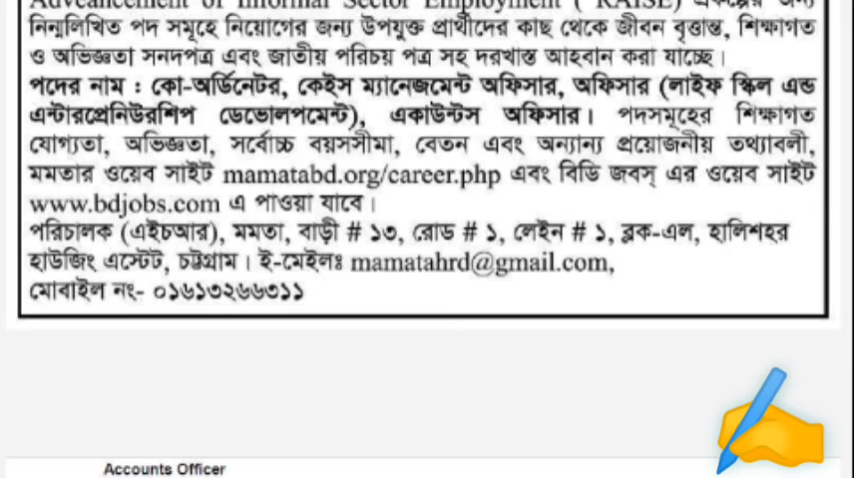 Advancement of Informal Sector Employment ( RAISE) প্রকল্পের জন্য
নিম্নলিখিত পদ সমূহে নিয়োগের জন্য উপযুক্ত প্রার্থীদের কাছ থেকে জীবন বৃত্তান্ত, শিক্ষাগত
ও অভিজ্ঞতা সনদপত্র এবং জাতীয় পরিচয় পত্র সহ দরখাস্ত আহবান করা যাচ্ছে।
পদের নাম : কো-অর্ডিনেটর, কেইস ম্যানেজমেন্ট অফিসার, অফিসার (লাইফ স্কিল এন্ড
এন্টারপ্রেনিউরশিপ ডেভোলপমেন্ট), একাউন্টস অফিসার। পদসমূহের শিক্ষাগত
যোগ্যতা, অভিজ্ঞতা, সর্বোচ্চ বয়সসীমা, বেতন এবং অন্যান্য প্রয়োজনীয় তথ্যাবলী,
মমতার ওয়েব সাইট mamatabd.org/career.php এবং বিডি জবস্ এর ওয়েব সাইট
www.bdjobs.com এ পাওয়া যাবে।
পরিচালক (এইচআর), মমতা, বাড়ী # ১৩, রোড # ১, লেইন # ১, ব্লক-এল, হালিশহর
হাউজিং এস্টেট, চট্টগ্রাম। ই-মেইলঃ mamatahrd@gmail.com,
মোবাইল নং- ০১৬১৩২৬৬৩১১
Accounts Officer